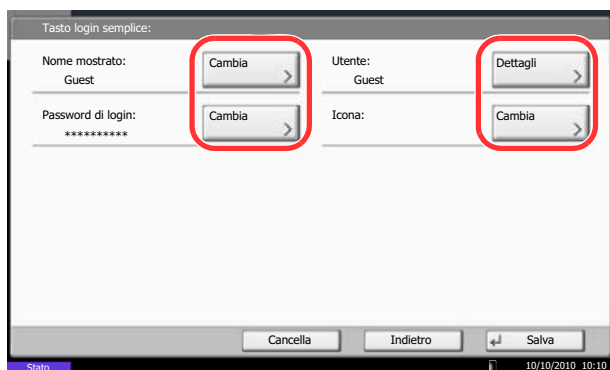 Tasto login semplice:
Nome mostrato:
Guest
Cambia
Utente:
Guest
Dettagli
Password di login:
**********
Cambia
Icona:
Cambia
Cancella
Indietro
Salva
Stato
10/10/2010 10:10